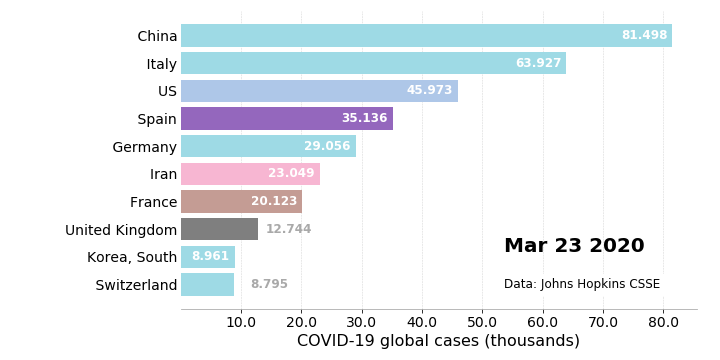 China 81.498
Italy 63.927
US 45.973
Spain 35.136
Germany 29.056
Iran 23.049
France 20.123
United Kingdom 12.744
Korea, South 8.961
Switzerland 8.795
Mar 23 2020
Data: Johns Hopkins CSSE
10.0 20.0 30.0 40.0 50.0 60.0 70.0 80.0
COVID-19 global cases (thousands)